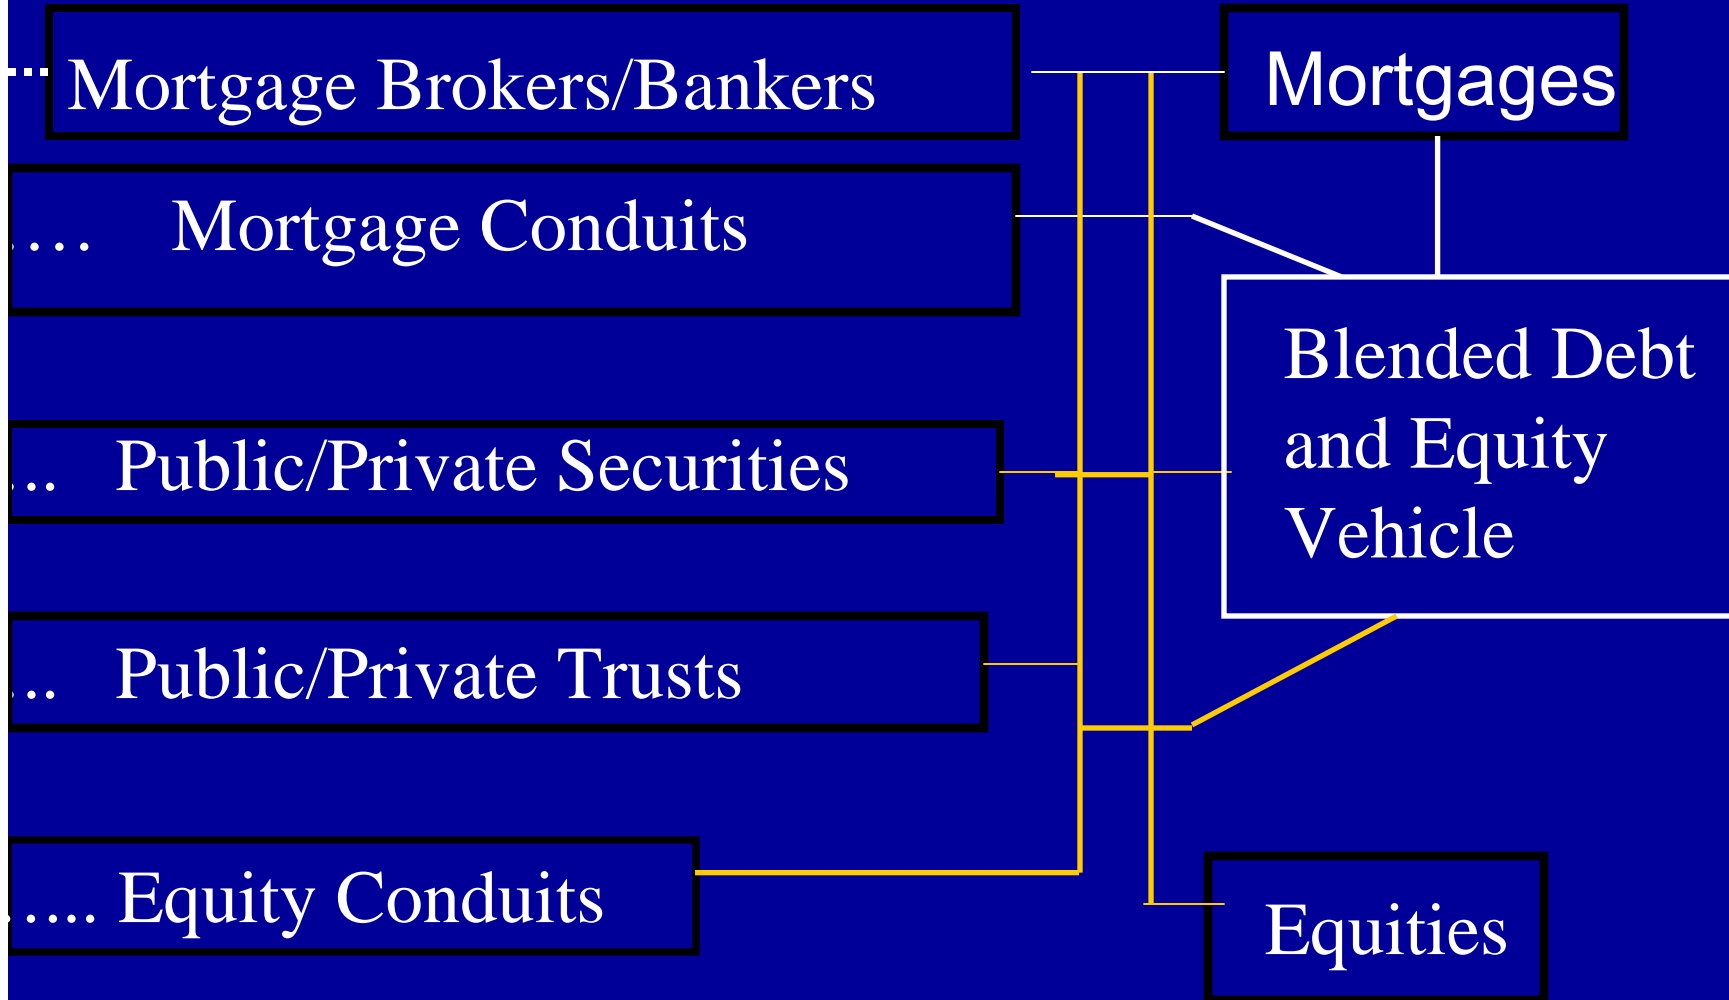 Mortgage Brokers/Bankers
Mortgages
.... Mortgage Conduits
Blended Debt
and Equity
Vehicle
... Public/Private Securities
... Public/Private Trusts
..... Equity Conduits
Equities